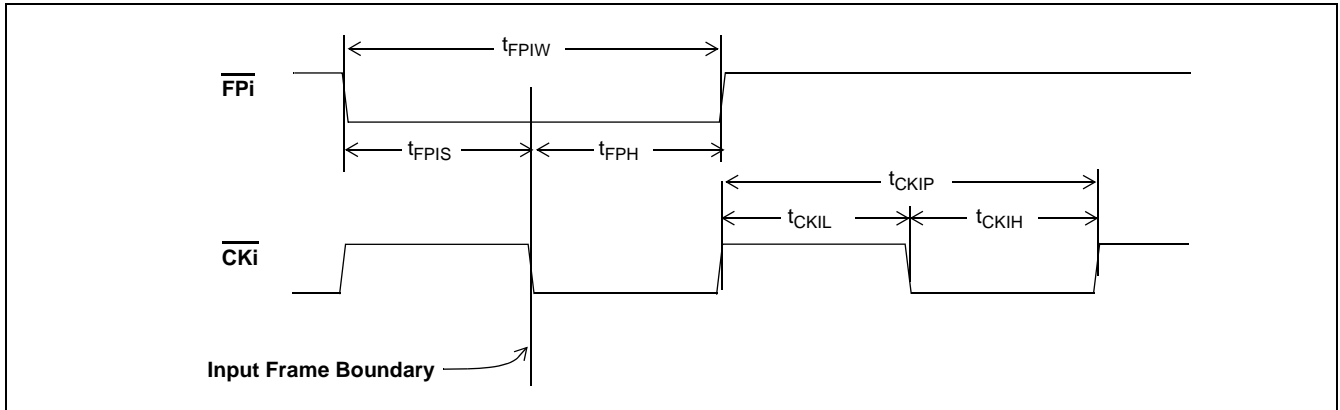 tFPIW
FPi
tFPIS
tFPH
tCKIP
tCKIL
tCKIH
CKi
Input Frame Boundary